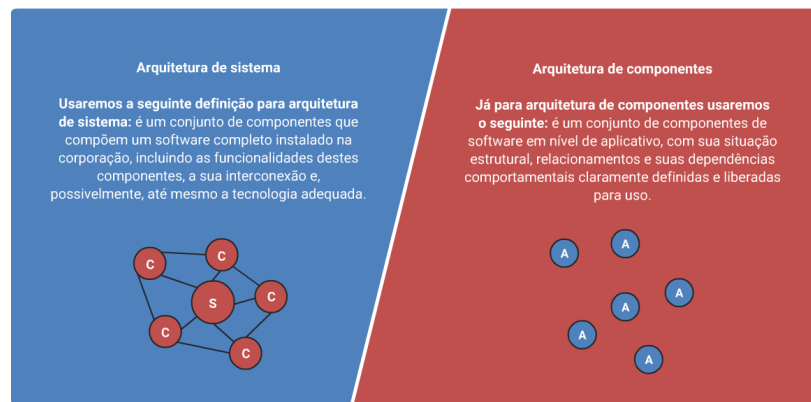 Arquitetura de sistema
Usaremos a seguinte definição para arquitetura
de sistema: é um conjunto de componentes que
compõem um software completo instalado na
corporação, incluindo as funcionalidades destes
componentes, a sua interconexão e,
possivelmente, até mesmo a tecnologia adequada.
C
C
C
S
C
C
Arquitetura de componentes
Já para arquitetura de componentes usaremos
o seguinte: é um conjunto de componentes de
software em nível de aplicativo, com sua situação
estrutural, relacionamentos e suas dependências
comportamentais claramente definidas e liberadas
para uso.
A
A
A
A
A
A